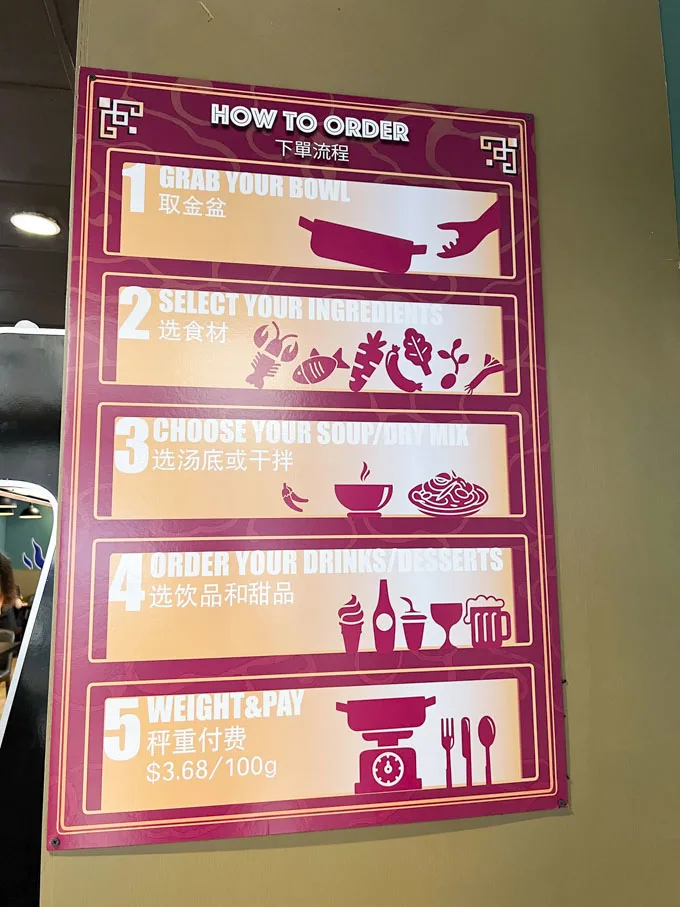 HOW TO ORDER
下單流程
1 GRAB YOUR BOWL
取金盆
2 SELECT YOUR INGREDIENTS
选食材
3 CHOOSE YOUR SOUP/DRY MIX
选汤底或干拌
4 ORDER YOUR DRINKS/DESSERTS
选饮品和甜品
5 WEIGHT&PAY
秤重付费
$3.68/100g